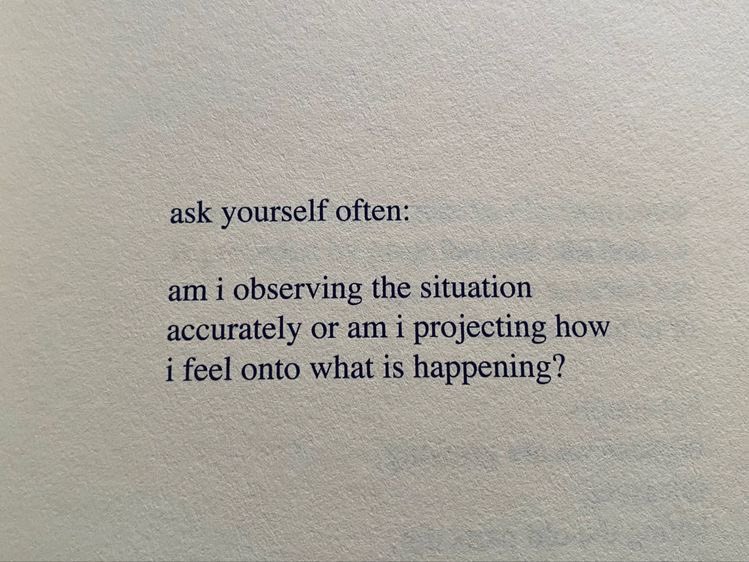 ask yourself often:
am i observing the situation
accurately or am i projecting how
i feel onto what is happening?